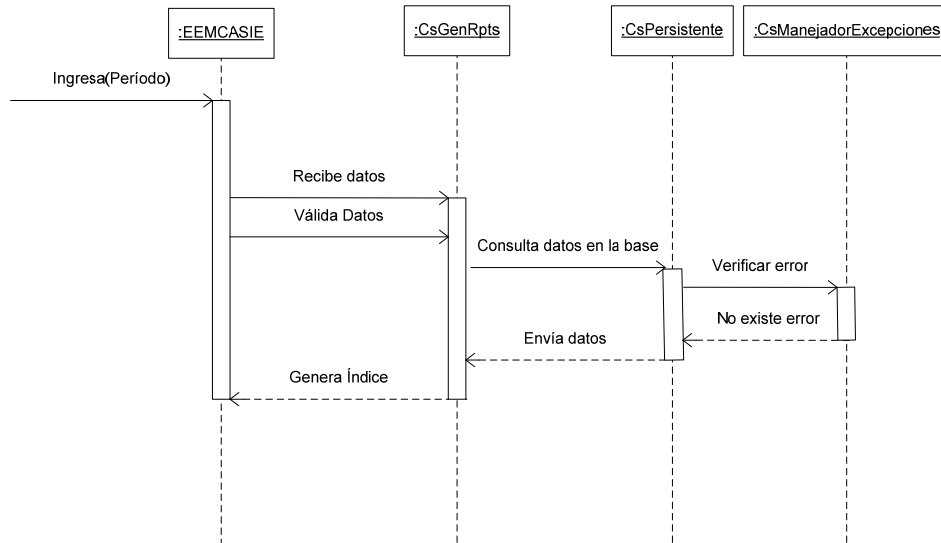 :EEMCASIE
:CsGenRpts
:CsPersistente
:CsManejadorExcepciones
Ingresa(Período)
Recibe datos
Válida Datos
Consulta datos en la base
Verificar error
No existe error
Envía datos
Genera Índice